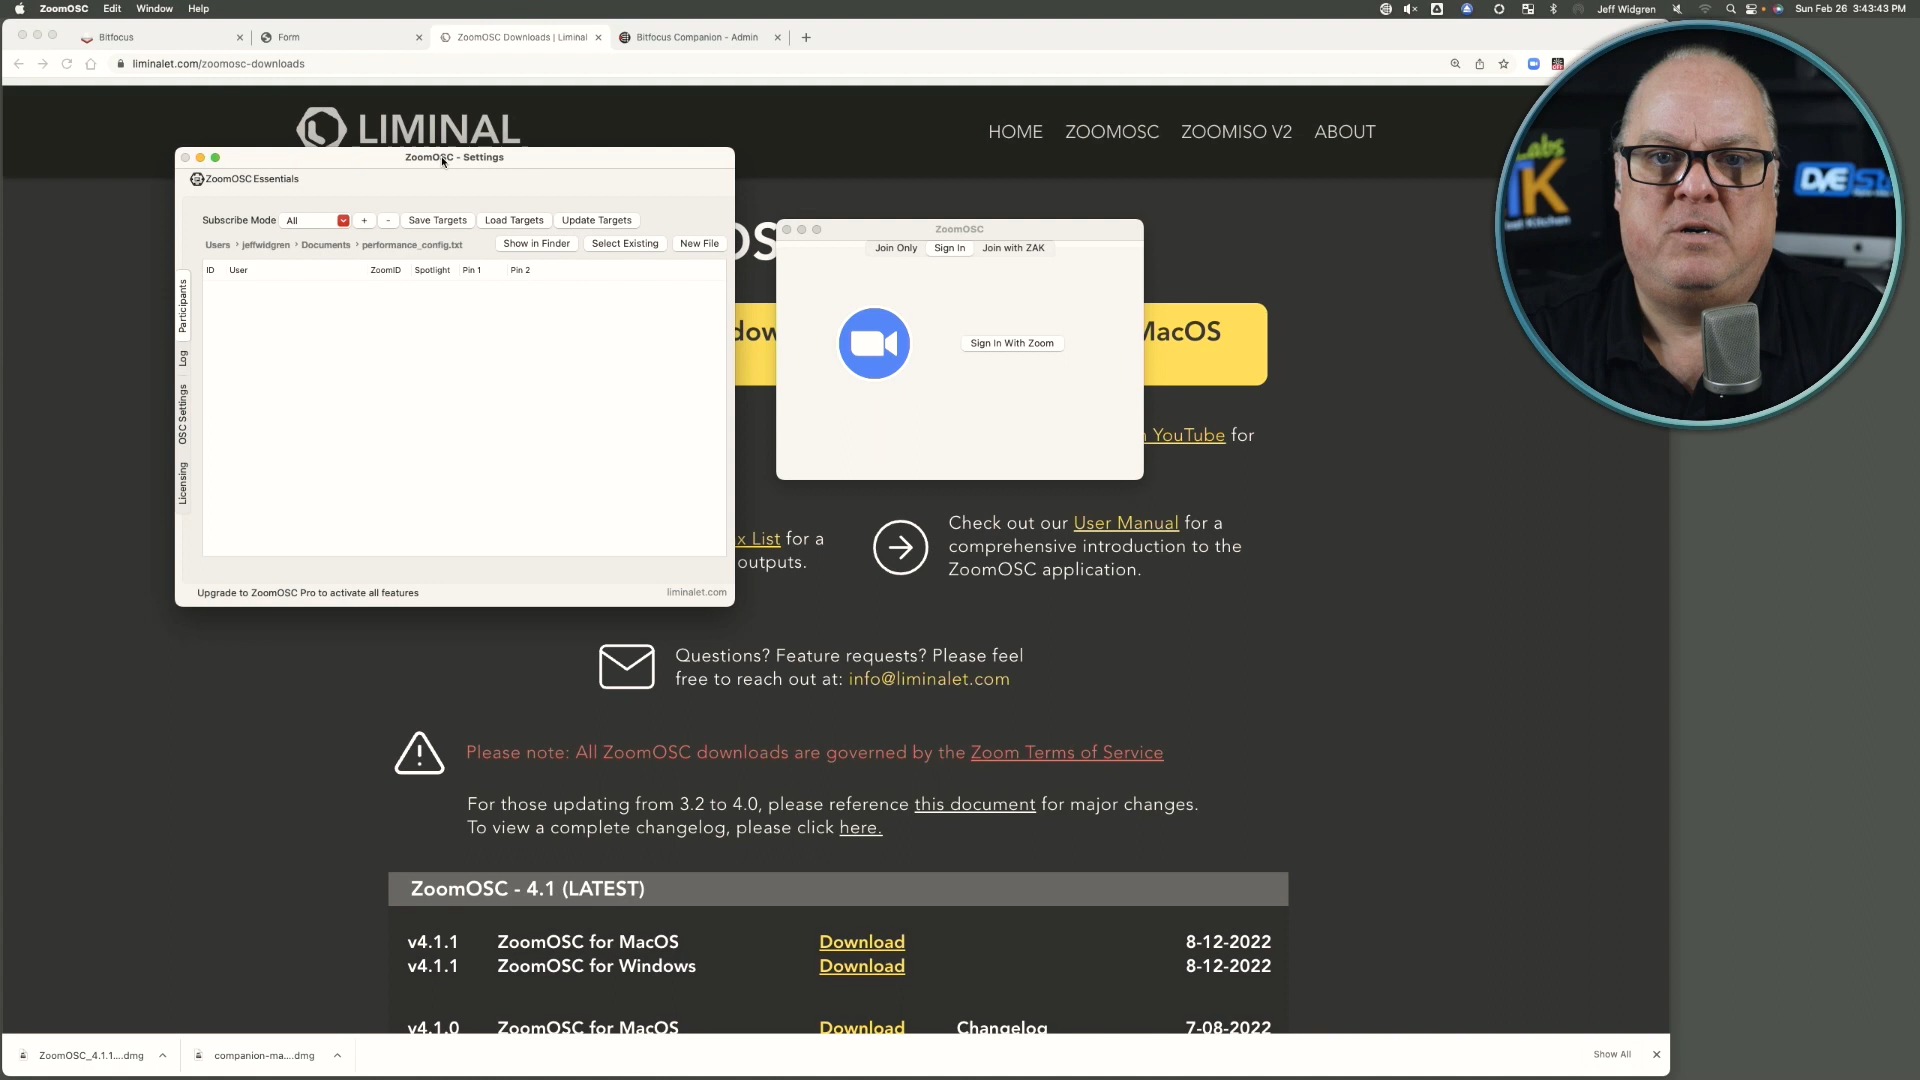 ZoomOSC Edit Window Help
Jeff Widgren Sun Feb 26 3:43:43 PM
Bitfocus
Form
ZoomOSC Downloads | Liminal
Bitfocus Companion - Admin
liminalet.com/zoomosc-downloads
LIMINAL
HOME ZOOMOSC ZOOMISO V2 ABOUT
ZoomOSC - Settings
ZoomOSC Essentials
Subscribe Mode All + - Save Targets Load Targets Update Targets
Users › jeffwidgren › Documents › performance_config.txt Show in Finder Select Existing New File
ID User ZoomID Spotlight Pin 1 Pin 2
Participants
Log
OSC Settings
Licensing
Upgrade to ZoomOSC Pro to activate all features liminalet.com
ZoomOSC
Join Only Sign In Join with ZAK
Sign In With Zoom
OS
dow
MacOS
YouTube for
x List for a
outputs.
Check out our User Manual for a
comprehensive introduction to the
ZoomOSC application.
Questions? Feature requests? Please feel
free to reach out at: info@liminalet.com
Please note: All ZoomOSC downloads are governed by the Zoom Terms of Service
For those updating from 3.2 to 4.0, please reference this document for major changes.
To view a complete changelog, please click here.
ZoomOSC - 4.1 (LATEST)
v4.1.1 ZoomOSC for MacOS Download 8-12-2022
v4.1.1 ZoomOSC for Windows Download 8-12-2022
v4.1.0 ZoomOSC for MacOS Download Changelog 7-08-2022
ZoomOSC_4.1.1....dmg
companion-ma....dmg
Show All